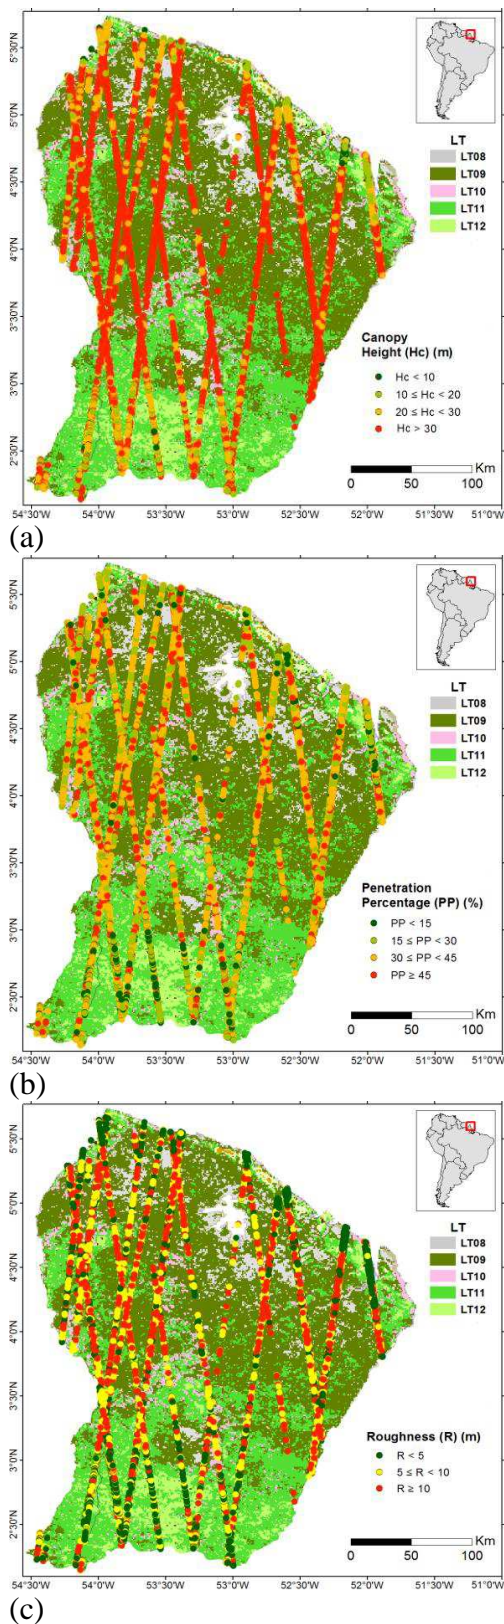 5°30'N
5°0'N
4°30'N
4°0'N
3°30'N
3°0'N
2°30'N
LT
LT08
LT09
LT10
LT11
LT12
Canopy
Height (Hc) (m)
Hc < 10
10 ≤ Hc < 20
20 ≤ Hc < 30
Hc > 30
Km
0 50 100
54°30'W 54°0'W 53°30'W 53°0'W 52°30'W 52°0'W 51°30'W 51°0'W
(a)
5°30'N
5°0'N
4°30'N
4°0'N
3°30'N
3°0'N
2°30'N
LT
LT08
LT09
LT10
LT11
LT12
Penetration
Percentage (PP) (%)
PP < 15
15 ≤ PP < 30
30 ≤ PP < 45
PP ≥ 45
Km
0 50 100
54°30'W 54°0'W 53°30'W 53°0'W 52°30'W 52°0'W 51°30'W 51°0'W
(b)
5°30'N
5°0'N
4°30'N
4°0'N
3°30'N
3°0'N
2°30'N
LT
LT08
LT09
LT10
LT11
LT12
Roughness (R) (m)
R < 5
5 ≤ R < 10
R ≥ 10
Km
0 50 100
54°30'W 54°0'W 53°30'W 53°0'W 52°30'W 52°0'W 51°30'W 51°0'W
(c)